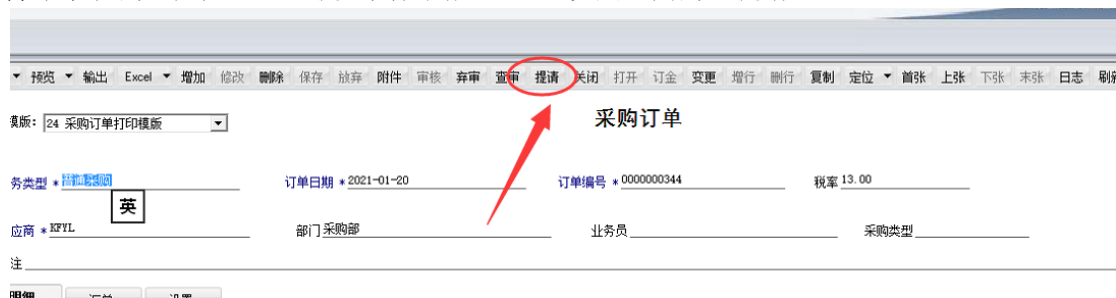 预览 输出 Excel 增加 修改 删除 保存 放弃 附件 审核 弃审 查审 提请 关闭 打开 订金 变更 增行 删行 复制 定位 首张 上张 下张 末张 日志
模版: 24 采购订单打印模版
采购订单
务类型 * 普通采购 订单日期 * 2021-01-20 订单编号 * 0000000344 税率 13.00
英
应商 * KFYL 部门 采购部 业务员 采购类型
注